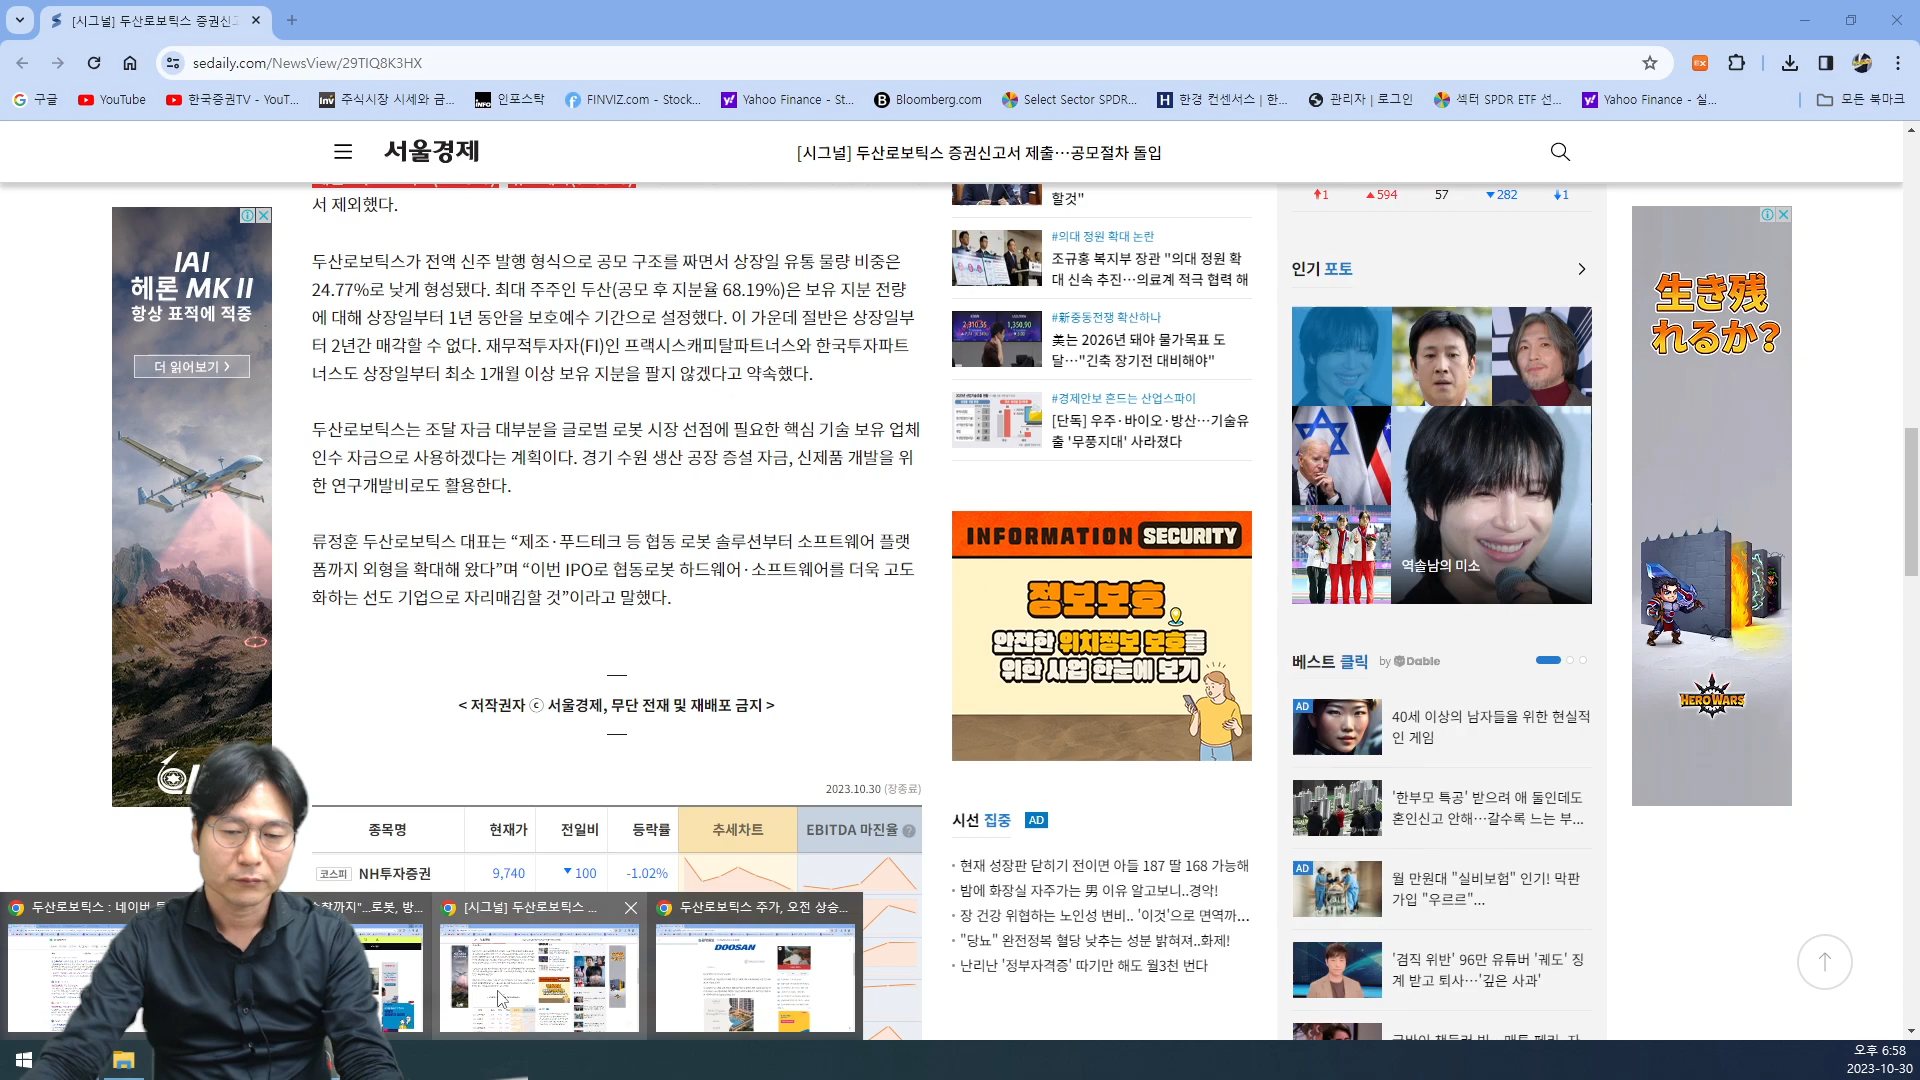 [시그널] 두산로보틱스 증권신고
sedaily.com/NewsView/29TIQ8K3HX
구글
YouTube
한국증권TV - YouT...
주식시장 시세와 금...
인포스탁
FINVIZ.com - Stock...
Yahoo Finance - St...
Bloomberg.com
Select Sector SPDR...
한경 컨센서스 | 한...
관리자 | 로그인
섹터 SPDR ETF 선...
Yahoo Finance - 실...
모든 북마크
서울경제
[시그널] 두산로보틱스 증권신고서 제출…공모절차 돌입
서 제외했다.
두산로보틱스가 전액 신주 발행 형식으로 공모 구조를 짜면서 상장일 유통 물량 비중은
24.77%로 낮게 형성됐다. 최대 주주인 두산(공모 후 지분율 68.19%)은 보유 지분 전량
에 대해 상장일부터 1년 동안을 보호예수 기간으로 설정했다. 이 가운데 절반은 상장일부
터 2년간 매각할 수 없다. 재무적투자자(FI)인 프랙시스캐피탈파트너스와 한국투자파트
너스도 상장일부터 최소 1개월 이상 보유 지분을 팔지 않겠다고 약속했다.
두산로보틱스는 조달 자금 대부분을 글로벌 로봇 시장 선점에 필요한 핵심 기술 보유 업체
인수 자금으로 사용하겠다는 계획이다. 경기 수원 생산 공장 증설 자금, 신제품 개발을 위
한 연구개발비로도 활용한다.
류정훈 두산로보틱스 대표는 “제조·푸드테크 등 협동 로봇 솔루션부터 소프트웨어 플랫
폼까지 외형을 확대해 왔다”며 “이번 IPO로 협동로봇 하드웨어·소프트웨어를 더욱 고도
화하는 선도 기업으로 자리매김할 것”이라고 말했다.
< 저작권자 ⓒ 서울경제, 무단 전재 및 재배포 금지 >
2023.10.30 (장종료)
종목명 현재가 전일비 등락률 추세차트 EBITDA 마진율
코스피 NH투자증권 9,740 ▼100 -1.02%
IAI
헤론 MK II
항상 표적에 적중
더 읽어보기 >
할것"
#의대 정원 확대 논란
조규홍 복지부 장관 "의대 정원 확
대 신속 추진…의료계 적극 협력 해
#新중동전쟁 확산하나
美는 2026년 돼야 물가목표 도
달…"긴축 장기전 대비해야"
#경제안보 흔드는 산업스파이
[단독] 우주·바이오·방산…기술유
출 '무풍지대' 사라졌다
INFORMATION SECURITY
정보보호
안전한 위치정보 보호를
위한 사업 한눈에 보기
시선 집중 AD
현재 성장판 닫히기 전이면 아들 187 딸 168 가능해
밤에 화장실 자주가는 男 이유 알고보니..경악!
장 건강 위협하는 노인성 변비.. '이것'으로 면역까...
"당뇨" 완전정복 혈당 낮추는 성분 밝혀져..화제!
난리난 '정부자격증' 따기만 해도 월3천 번다
1 594 57 282 1
인기 포토
역솔남의 미소
베스트 클릭 by Dable
AD
40세 이상의 남자들을 위한 현실적
인 게임
'한부모 특공' 받으려 애 둘인데도
혼인신고 안해…갈수록 느는 부...
AD
월 만원대 "실비보험" 인기! 막판
가입 "우르르"...
'겸직 위반' 96만 유튜버 '궤도' 징
계 받고 퇴사…'깊은 사과'
生き残
れるか?
HERO WARS
두산로보틱스 : 네이버
[시그널] 두산로보틱스 ...
두산로보틱스 주가, 오전 상승...
DOOSAN
오후 6:58
2023-10-30